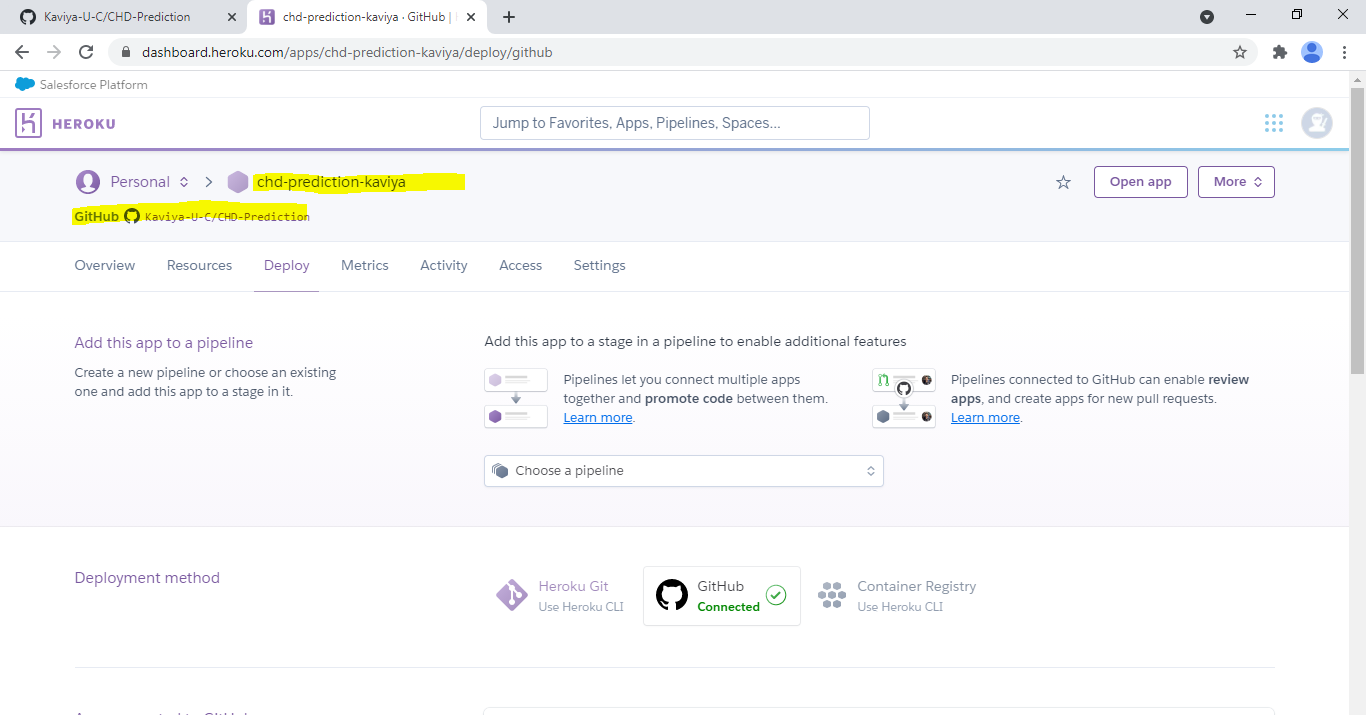 Kaviya-U-C/CHD-Prediction
chd-prediction-kaviya · GitHub |
dashboard.heroku.com/apps/chd-prediction-kaviya/deploy/github
Salesforce Platform
HEROKU
Jump to Favorites, Apps, Pipelines, Spaces...
Personal
chd-prediction-kaviya
Open app
More
GitHub Kaviya-U-C/CHD-Prediction
Overview Resources Deploy Metrics Activity Access Settings
Add this app to a pipeline
Create a new pipeline or choose an existing
one and add this app to a stage in it.
Add this app to a stage in a pipeline to enable additional features
Pipelines let you connect multiple apps
together and promote code between them.
Learn more.
Pipelines connected to GitHub can enable review
apps, and create apps for new pull requests.
Learn more.
Choose a pipeline
Deployment method
Heroku Git
Use Heroku CLI
GitHub
Connected
Container Registry
Use Heroku CLI